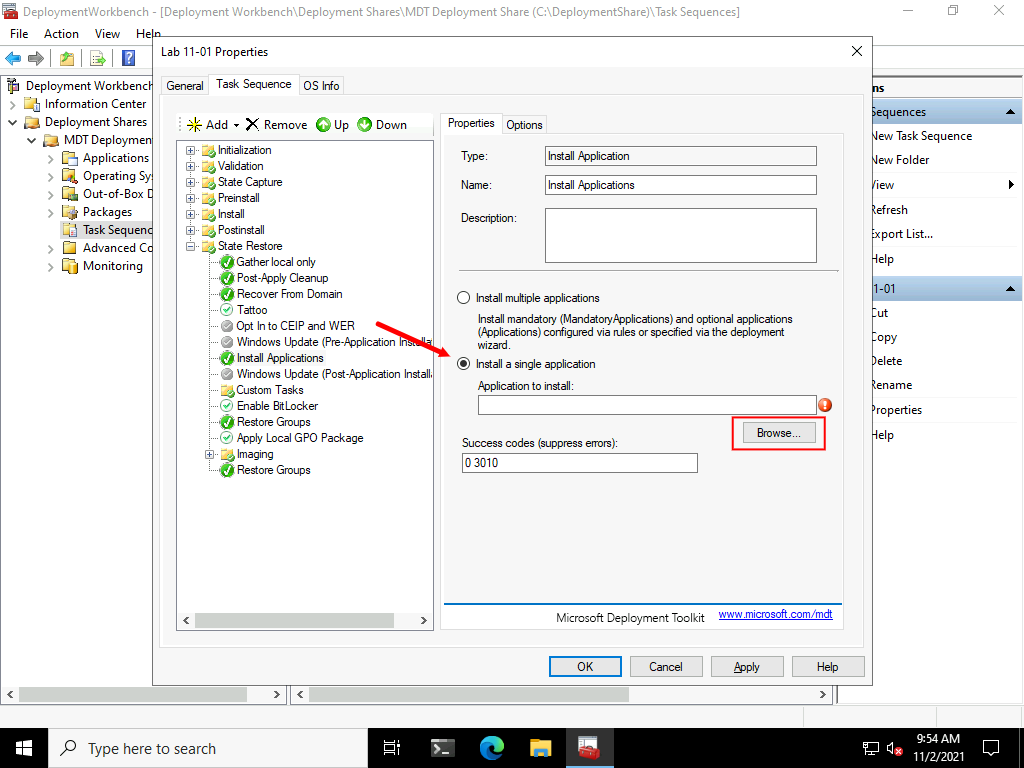 DeploymentWorkbench - [Deployment Workbench\Deployment Shares\MDT Deployment Share (C:\DeploymentShare)\Task Sequences]
File Action View Help
Deployment Workbench
Information Center
Deployment Shares
MDT Deploymen
Applications
Operating Sy
Out-of-Box D
Packages
Task Sequenc
Advanced Co
Monitoring
Lab 11-01 Properties
General Task Sequence OS Info
Add Remove Up Down
Initialization
Validation
State Capture
Preinstall
Install
Postinstall
State Restore
Gather local only
Post-Apply Cleanup
Recover From Domain
Tattoo
Opt In to CEIP and WER
Windows Update (Pre-Application Installa
Install Applications
Windows Update (Post-Application Install
Custom Tasks
Enable BitLocker
Restore Groups
Apply Local GPO Package
Imaging
Restore Groups
Properties Options
Type: Install Application
Name: Install Applications
Description:
Install multiple applications
Install mandatory (MandatoryApplications) and optional applications
(Applications) configured via rules or specified via the deployment
wizard.
Install a single application
Application to install:
Browse...
Success codes (suppress errors):
0 3010
Microsoft Deployment Toolkit www.microsoft.com/mdt
OK Cancel Apply Help
ns
Sequences
New Task Sequence
New Folder
View
Refresh
Export List...
Help
11-01
Cut
Copy
Delete
Rename
Properties
Help
Type here to search
9:54 AM
11/2/2021